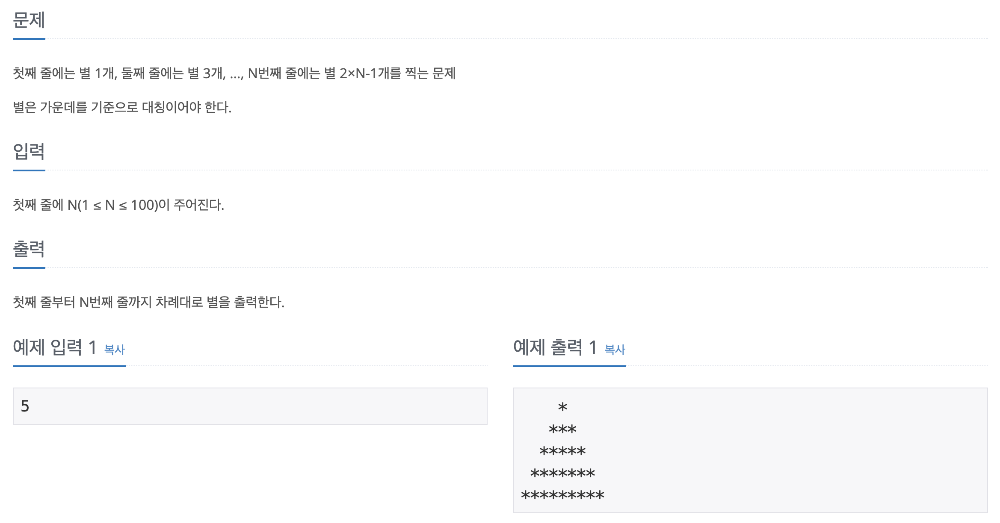 문제
첫째 줄에는 별 1개, 둘째 줄에는 별 3개, ..., N번째 줄에는 별 2×N-1개를 찍는 문제
별은 가운데를 기준으로 대칭이어야 한다.
입력
첫째 줄에 N(1 ≤ N ≤ 100)이 주어진다.
출력
첫째 줄부터 N번째 줄까지 차례대로 별을 출력한다.
예제 입력 1 복사
5
예제 출력 1 복사
    *
   ***
  *****
 *******
*********